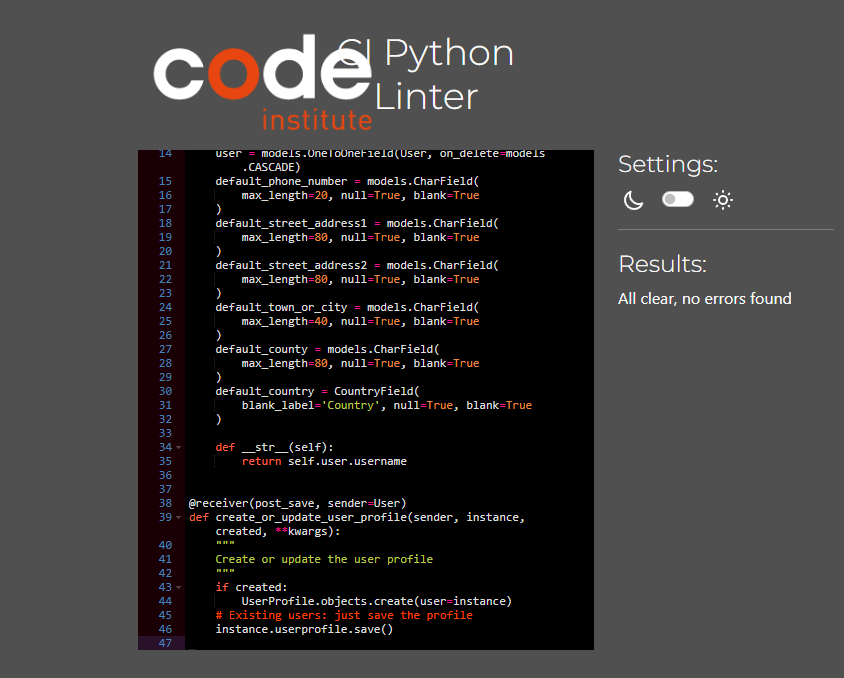 code
institute
CI Python
Linter
14 user = models.OneToOneField(User, on_delete=models
.CASCADE)
15 default_phone_number = models.CharField(
16 max_length=20, null=True, blank=True
17 )
18 default_street_address1 = models.CharField(
19 max_length=80, null=True, blank=True
20 )
21 default_street_address2 = models.CharField(
22 max_length=80, null=True, blank=True
23 )
24 default_town_or_city = models.CharField(
25 max_length=40, null=True, blank=True
26 )
27 default_county = models.CharField(
28 max_length=80, null=True, blank=True
29 )
30 default_country = CountryField(
31 blank_label='Country', null=True, blank=True
32 )
33
34 def __str__(self):
35 return self.user.username
36
37
38 @receiver(post_save, sender=User)
39 def create_or_update_user_profile(sender, instance,
created, **kwargs):
40 """
41 Create or update the user profile
42 """
43 if created:
44 UserProfile.objects.create(user=instance)
45 # Existing users: just save the profile
46 instance.userprofile.save()
47
Settings:
Results:
All clear, no errors found